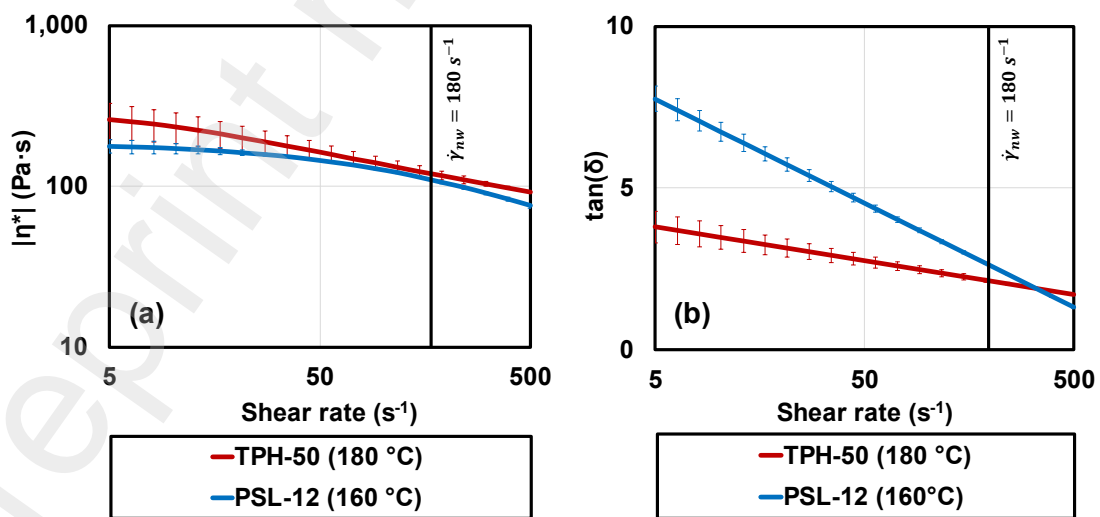 1,000
100
10
|η*| (Pa·s)
γ̇nw = 180 s⁻¹
(a)
5
50
500
Shear rate (s⁻¹)
TPH-50 (180 °C)
PSL-12 (160 °C)
10
5
0
tan(δ)
γ̇nw = 180 s⁻¹
(b)
5
50
500
Shear rate (s⁻¹)
TPH-50 (180 °C)
PSL-12 (160°C)
eprint